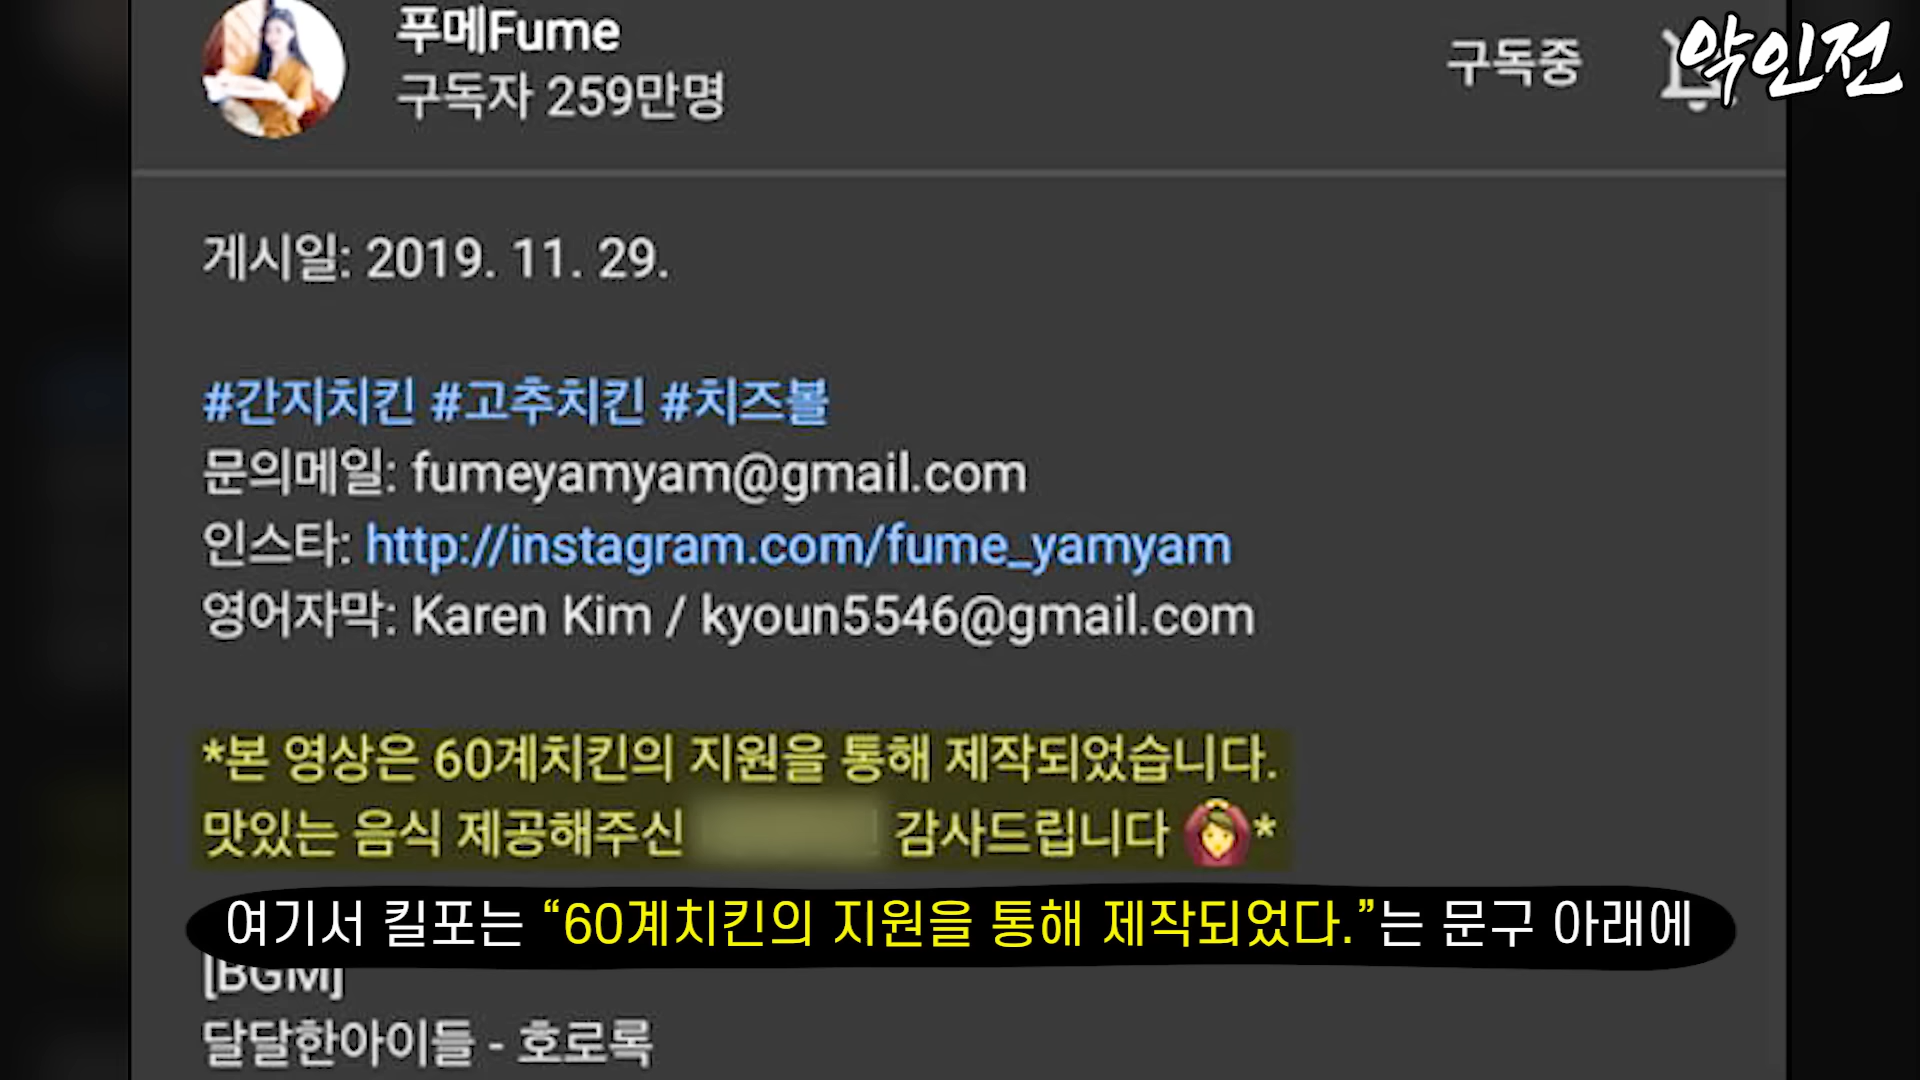 푸메Fume
구독자 259만명
구독중
악인전
게시일: 2019. 11. 29.
#간지치킨 #고추치킨 #치즈볼
문의메일: fumeyamyam@gmail.com
인스타: http://instagram.com/fume_yamyam
영어자막: Karen Kim / kyoun5546@gmail.com
*본 영상은 60계치킨의 지원을 통해 제작되었습니다.
맛있는 음식 제공해주신 감사드립니다 🙆*
여기서 킬포는 “60계치킨의 지원을 통해 제작되었다.”는 문구 아래에
[BGM]
달달한아이들 - 호로록